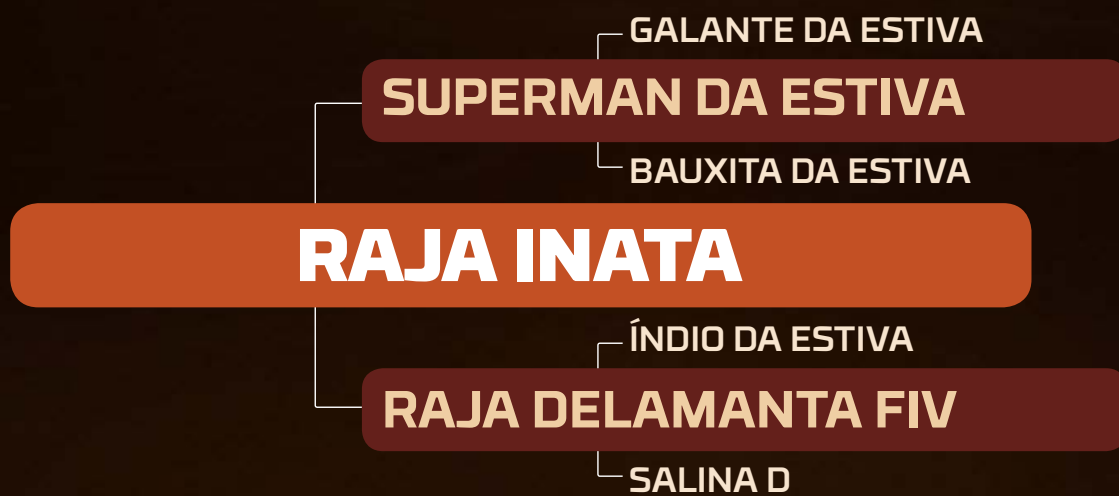 GALANTE DA ESTIVA
SUPERMAN DA ESTIVA
BAUXITA DA ESTIVA
RAJA INATA
ÍNDIO DA ESTIVA
RAJA DELAMANTA FIV
SALINA D